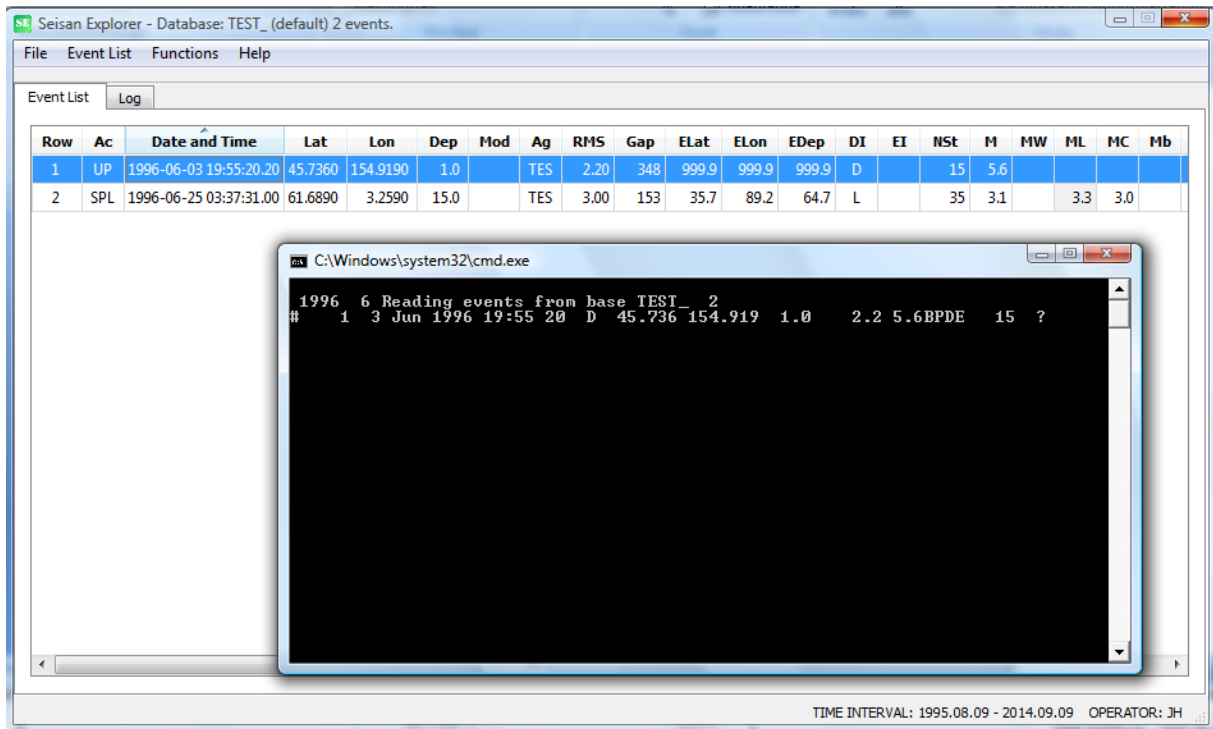 SE Seisan Explorer - Database: TEST_ (default) 2 events.
File Event List Functions Help
Event List Log
Row Ac Date and Time Lat Lon Dep Mod Ag RMS Gap ELat ELon EDep DI EI NSt M MW ML MC Mb
1 UP 1996-06-03 19:55:20.20 45.7360 154.9190 1.0 TES 2.20 348 999.9 999.9 999.9 D 15 5.6
2 SPL 1996-06-25 03:37:31.00 61.6890 3.2590 15.0 TES 3.00 153 35.7 89.2 64.7 L 35 3.1 3.3 3.0
C:\Windows\system32\cmd.exe
1996 6 Reading events from base TEST_ 2
# 1 3 Jun 1996 19:55 20 D 45.736 154.919 1.0 2.2 5.6BPDE 15 ?
TIME INTERVAL: 1995.08.09 - 2014.09.09 OPERATOR: JH